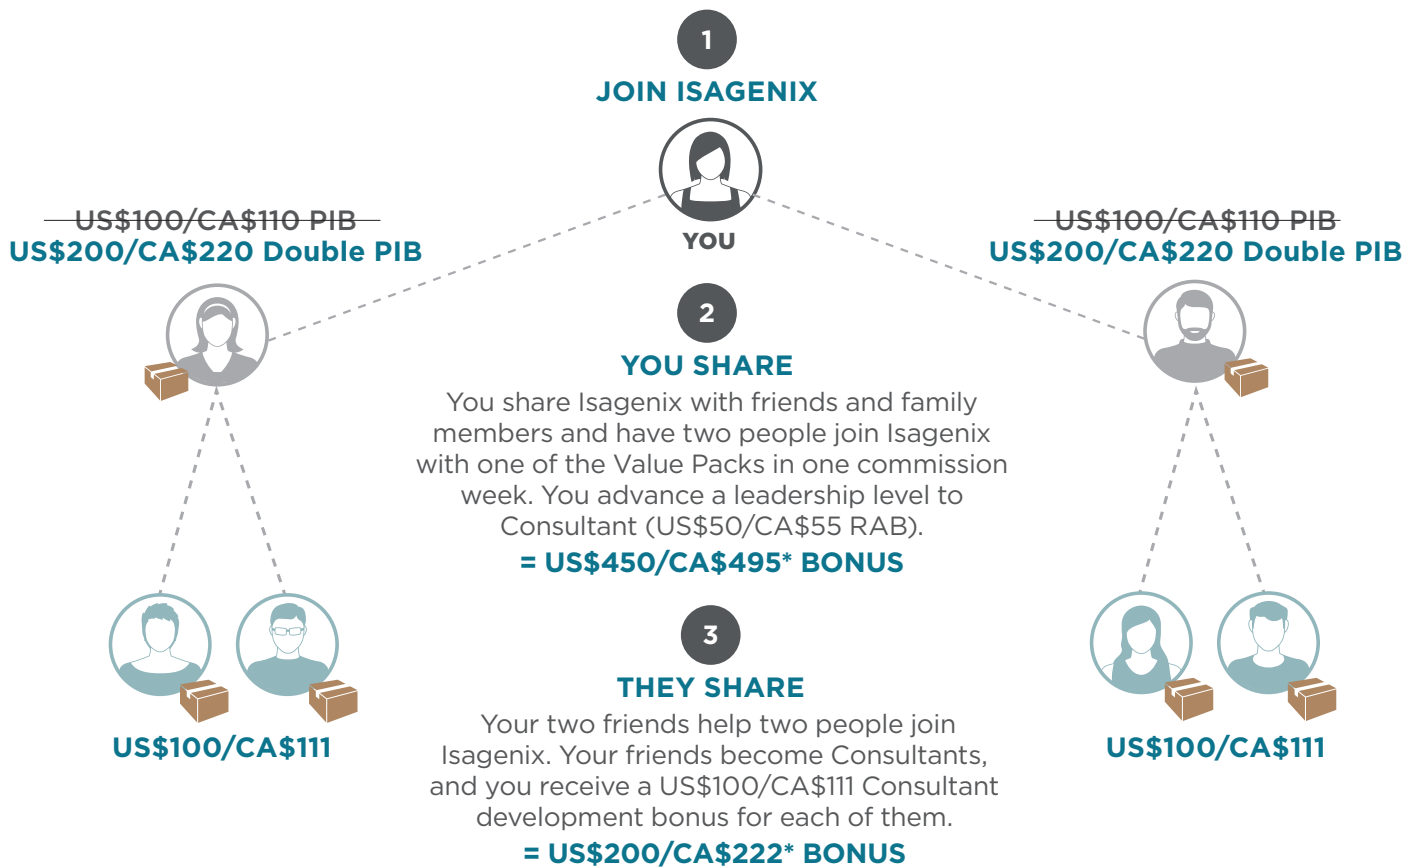 1
JOIN ISAGENIX
YOU
US$100/CA$110 PIB
US$200/CA$220 Double PIB
US$100/CA$110 PIB
US$200/CA$220 Double PIB
2
YOU SHARE
You share Isagenix with friends and family
members and have two people join Isagenix
with one of the Value Packs in one commission
week. You advance a leadership level to
Consultant (US$50/CA$55 RAB).
= US$450/CA$495* BONUS
3
THEY SHARE
Your two friends help two people join
Isagenix. Your friends become Consultants,
and you receive a US$100/CA$111 Consultant
development bonus for each of them.
= US$200/CA$222* BONUS
US$100/CA$111
US$100/CA$111